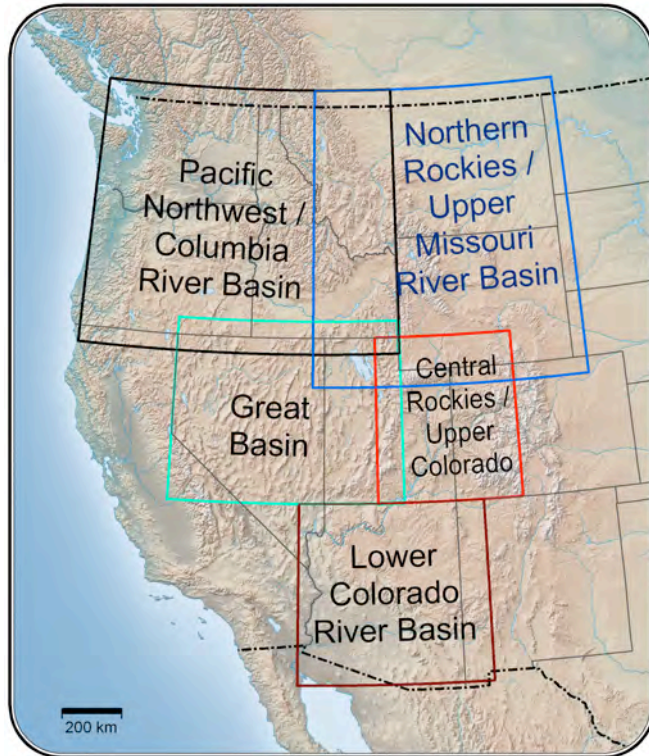 Pacific
Northwest /
Columbia
River Basin
Northern
Rockies /
Upper
Missouri
River Basin
Great
Basin
Central
Rockies /
Upper
Colorado
Lower
Colorado
River Basin
200 km